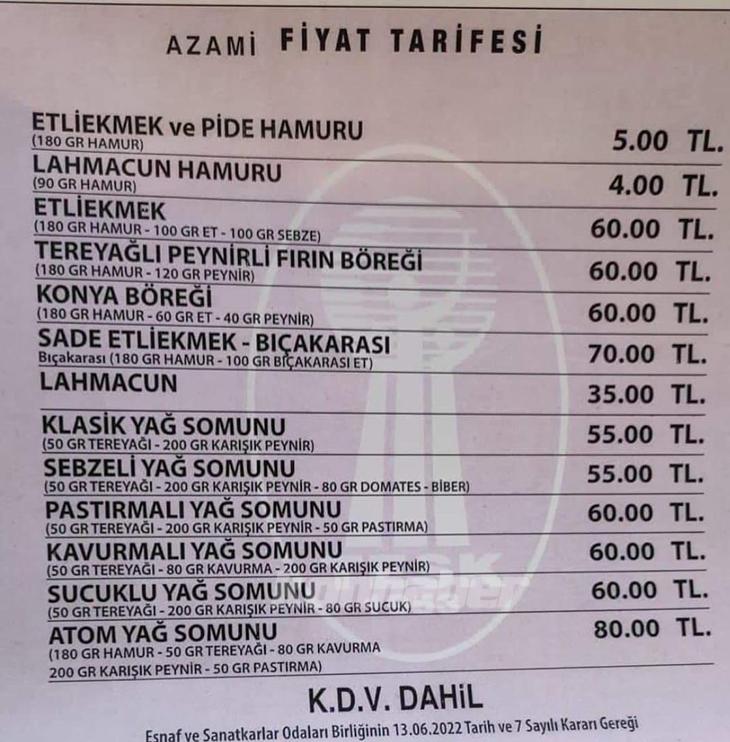 AZAMİ FİYAT TARİFESİ
ETLİEKMEK ve PİDE HAMURU 5.00 TL.
(180 GR HAMUR)
LAHMACUN HAMURU 4.00 TL.
(90 GR HAMUR)
ETLİEKMEK 60.00 TL.
(180 GR HAMUR - 100 GR ET - 100 GR SEBZE)
TEREYAĞLI PEYNİRLİ FIRIN BÖREĞİ 60.00 TL.
(180 GR HAMUR - 120 GR PEYNİR)
KONYA BÖREĞİ 60.00 TL.
(180 GR HAMUR - 60 GR ET - 40 GR PEYNİR)
SADE ETLİEKMEK - BIÇAKARASI 70.00 TL.
Bıçakarası (180 GR HAMUR - 100 GR BIÇAKARASI ET)
LAHMACUN 35.00 TL.
KLASİK YAĞ SOMUNU 55.00 TL.
(50 GR TEREYAĞI - 200 GR KARIŞIK PEYNİR)
SEBZELİ YAĞ SOMUNU 55.00 TL.
(50 GR TEREYAĞI - 200 GR KARIŞIK PEYNİR - 80 GR DOMATES - BİBER)
PASTIRMALI YAĞ SOMUNU 60.00 TL.
(50 GR TEREYAĞI - 200 GR KARIŞIK PEYNİR - 50 GR PASTIRMA)
KAVURMALI YAĞ SOMUNU 60.00 TL.
(50 GR TEREYAĞI - 80 GR KAVURMA - 200 GR KARIŞIK PEYNİR)
SUCUKLU YAĞ SOMUNU 60.00 TL.
(50 GR TEREYAĞI - 200 GR KARIŞIK PEYNİR - 80 GR SUCUK)
ATOM YAĞ SOMUNU 80.00 TL.
(180 GR HAMUR - 50 GR TEREYAĞI - 80 GR KAVURMA
200 GR KARIŞIK PEYNİR - 50 GR PASTIRMA)
K.D.V. DAHİL
Esnaf ve Sanatkarlar Odaları Birliğinin 13.06.2022 Tarih ve 7 Sayılı Kararı Gereği